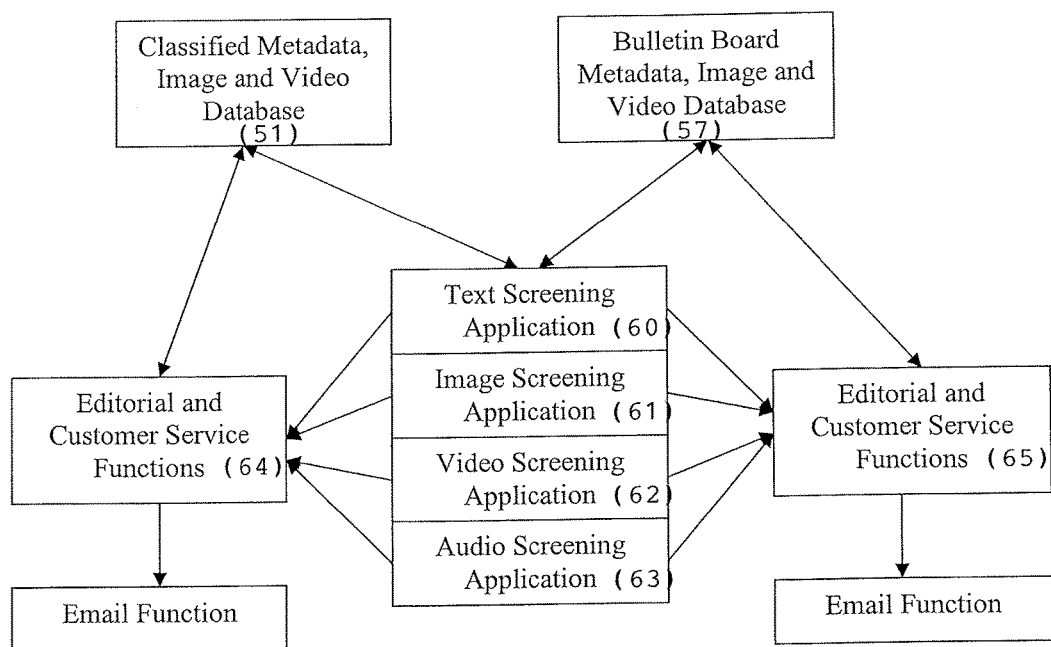 Classified Metadata,
Image and Video
Database
(51)
Bulletin Board
Metadata, Image and
Video Database
(57)
Text Screening
Application (60)
Image Screening
Application (61)
Video Screening
Application (62)
Audio Screening
Application (63)
Editorial and
Customer Service
Functions (64)
Editorial and
Customer Service
Functions (65)
Email Function
Email Function